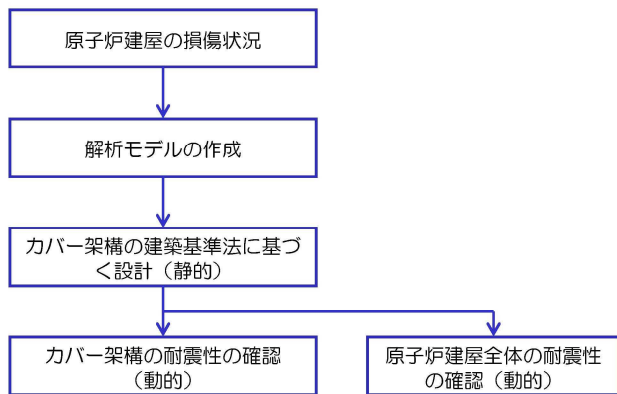 原子炉建屋の損傷状況
解析モデルの作成
カバー架構の建築基準法に基づ
く設計（静的）
カバー架構の耐震性の確認
（動的）
原子炉建屋全体の耐震性
の確認（動的）